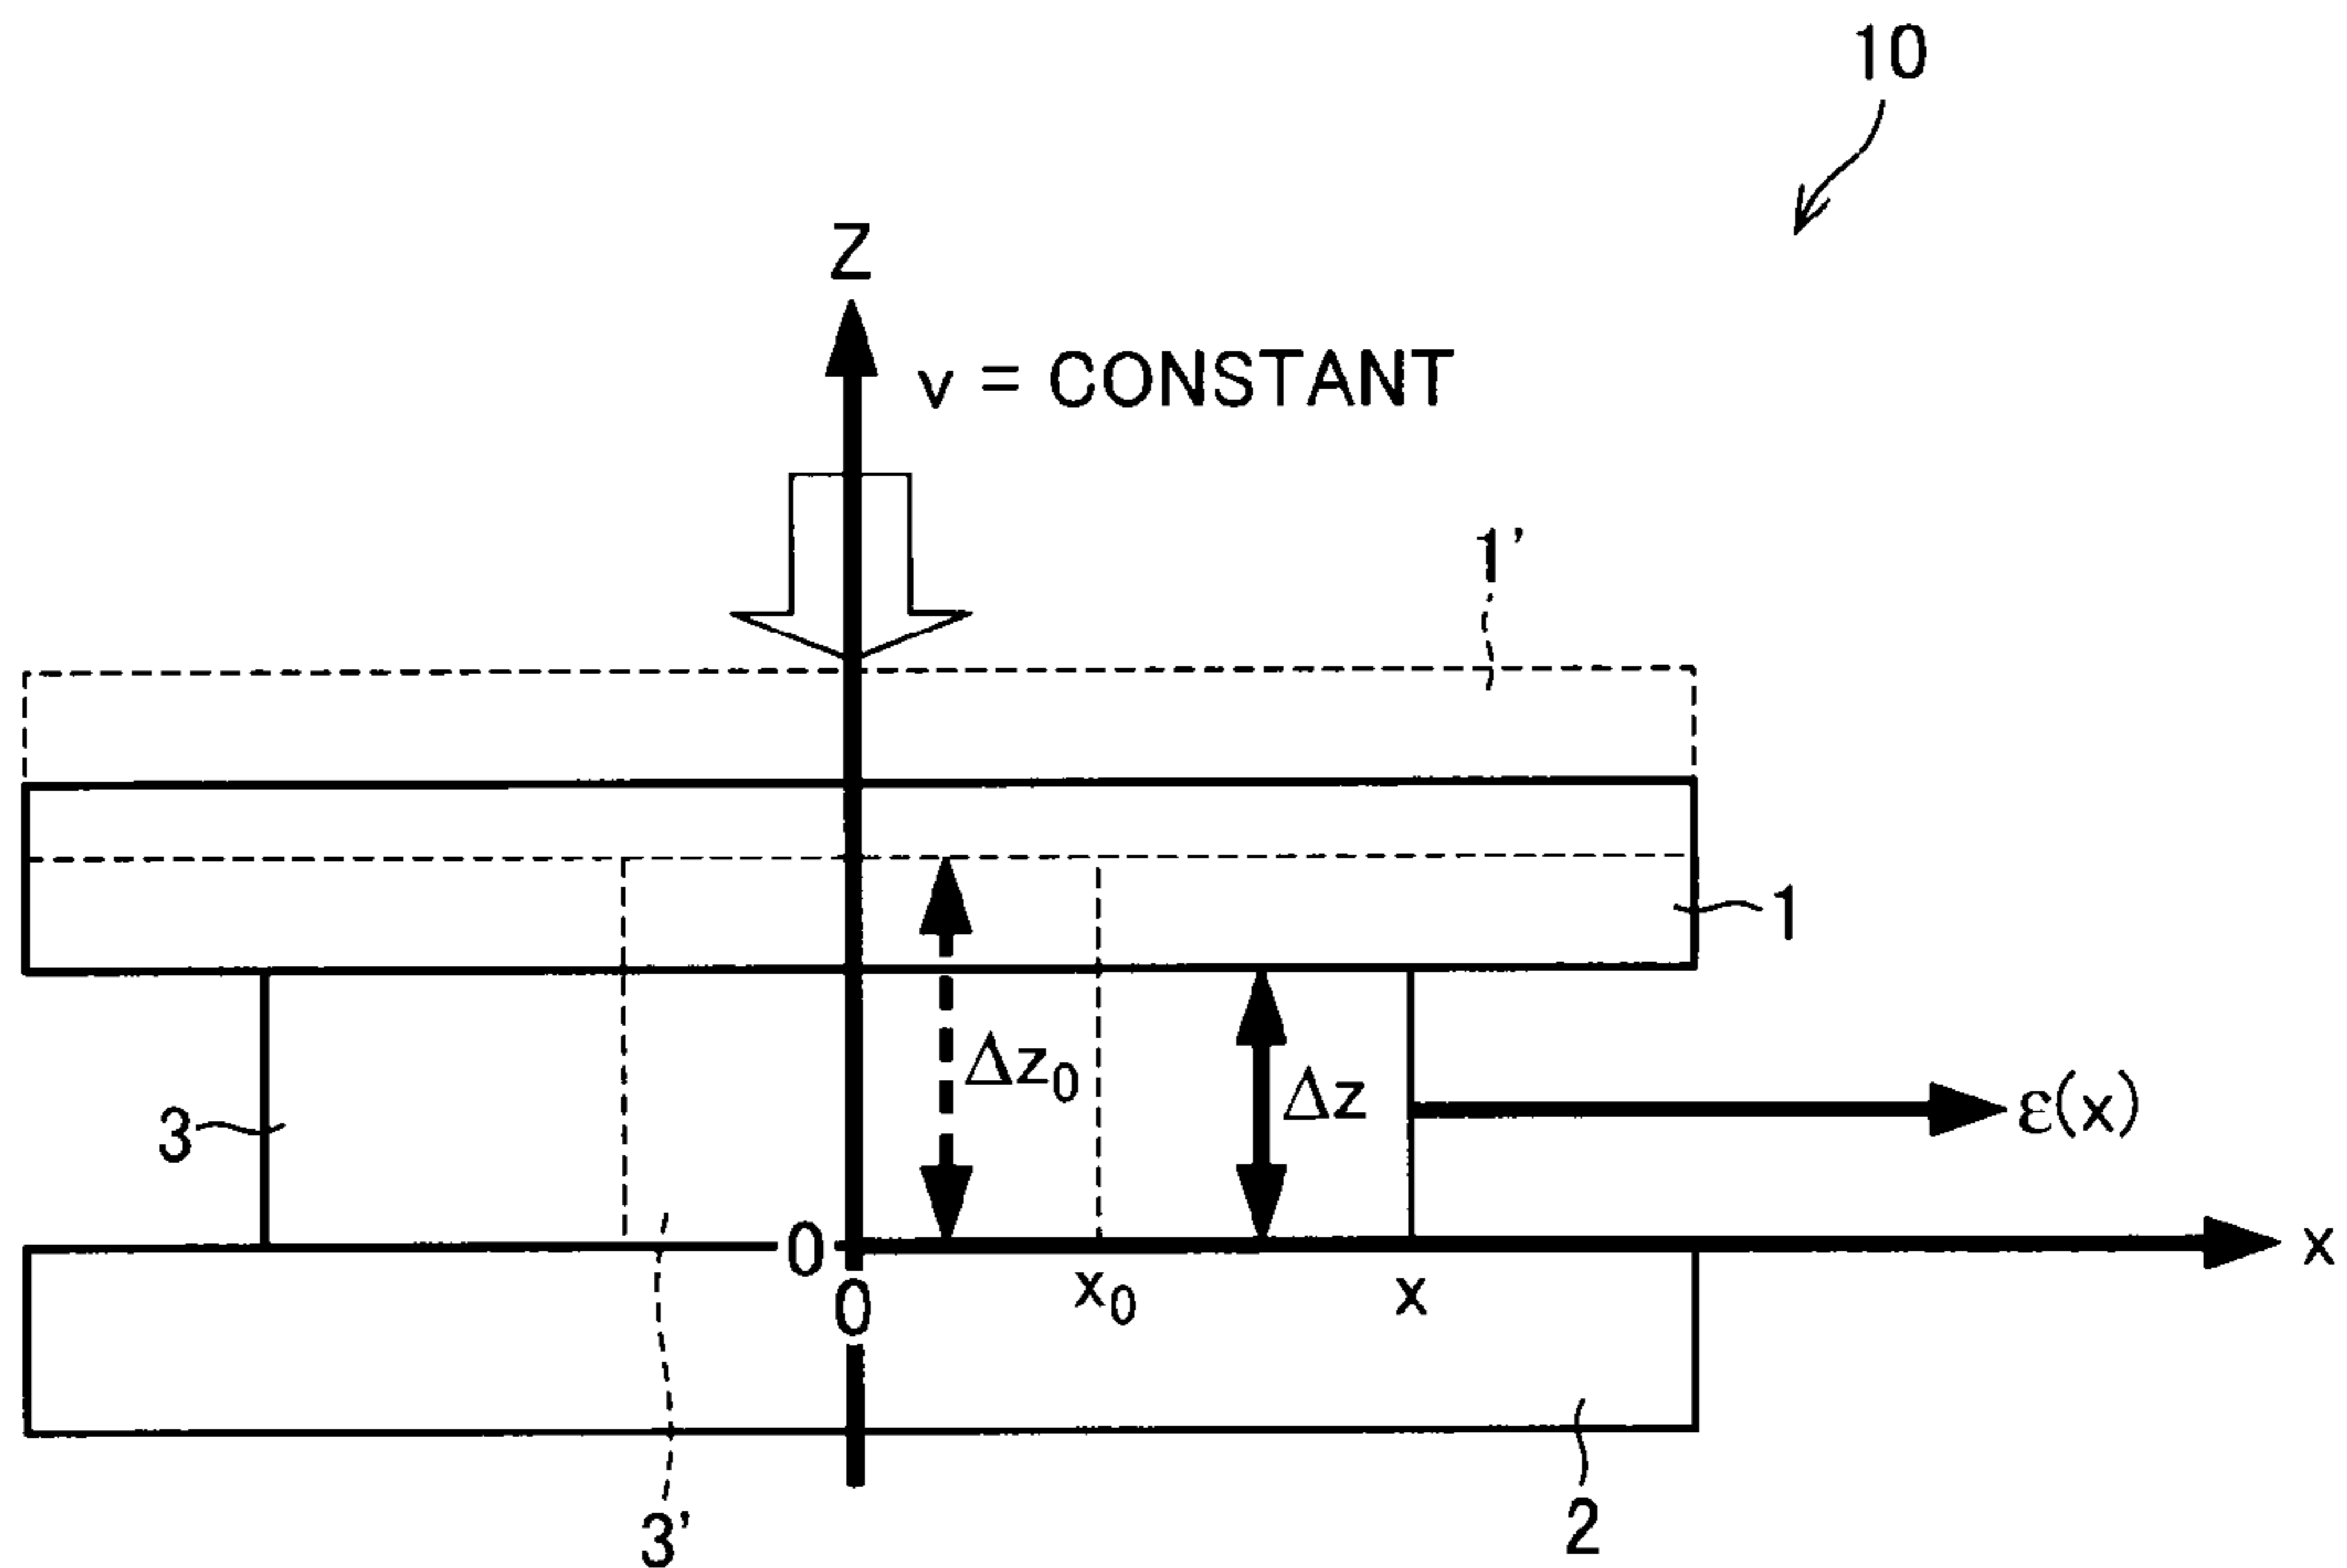 10
Z
v = CONSTANT
1'
1
Δz₀
Δz
3
ε(x)
0
x
0
x₀
x
3'
2